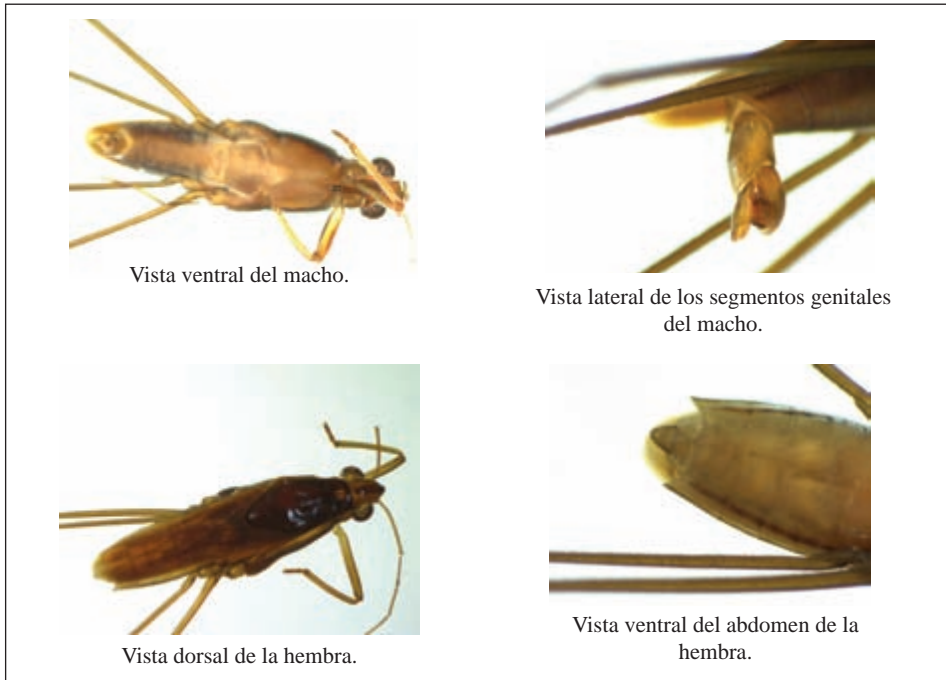 Vista ventral del macho.
Vista lateral de los segmentos genitales
del macho.
Vista dorsal de la hembra.
Vista ventral del abdomen de la
hembra.